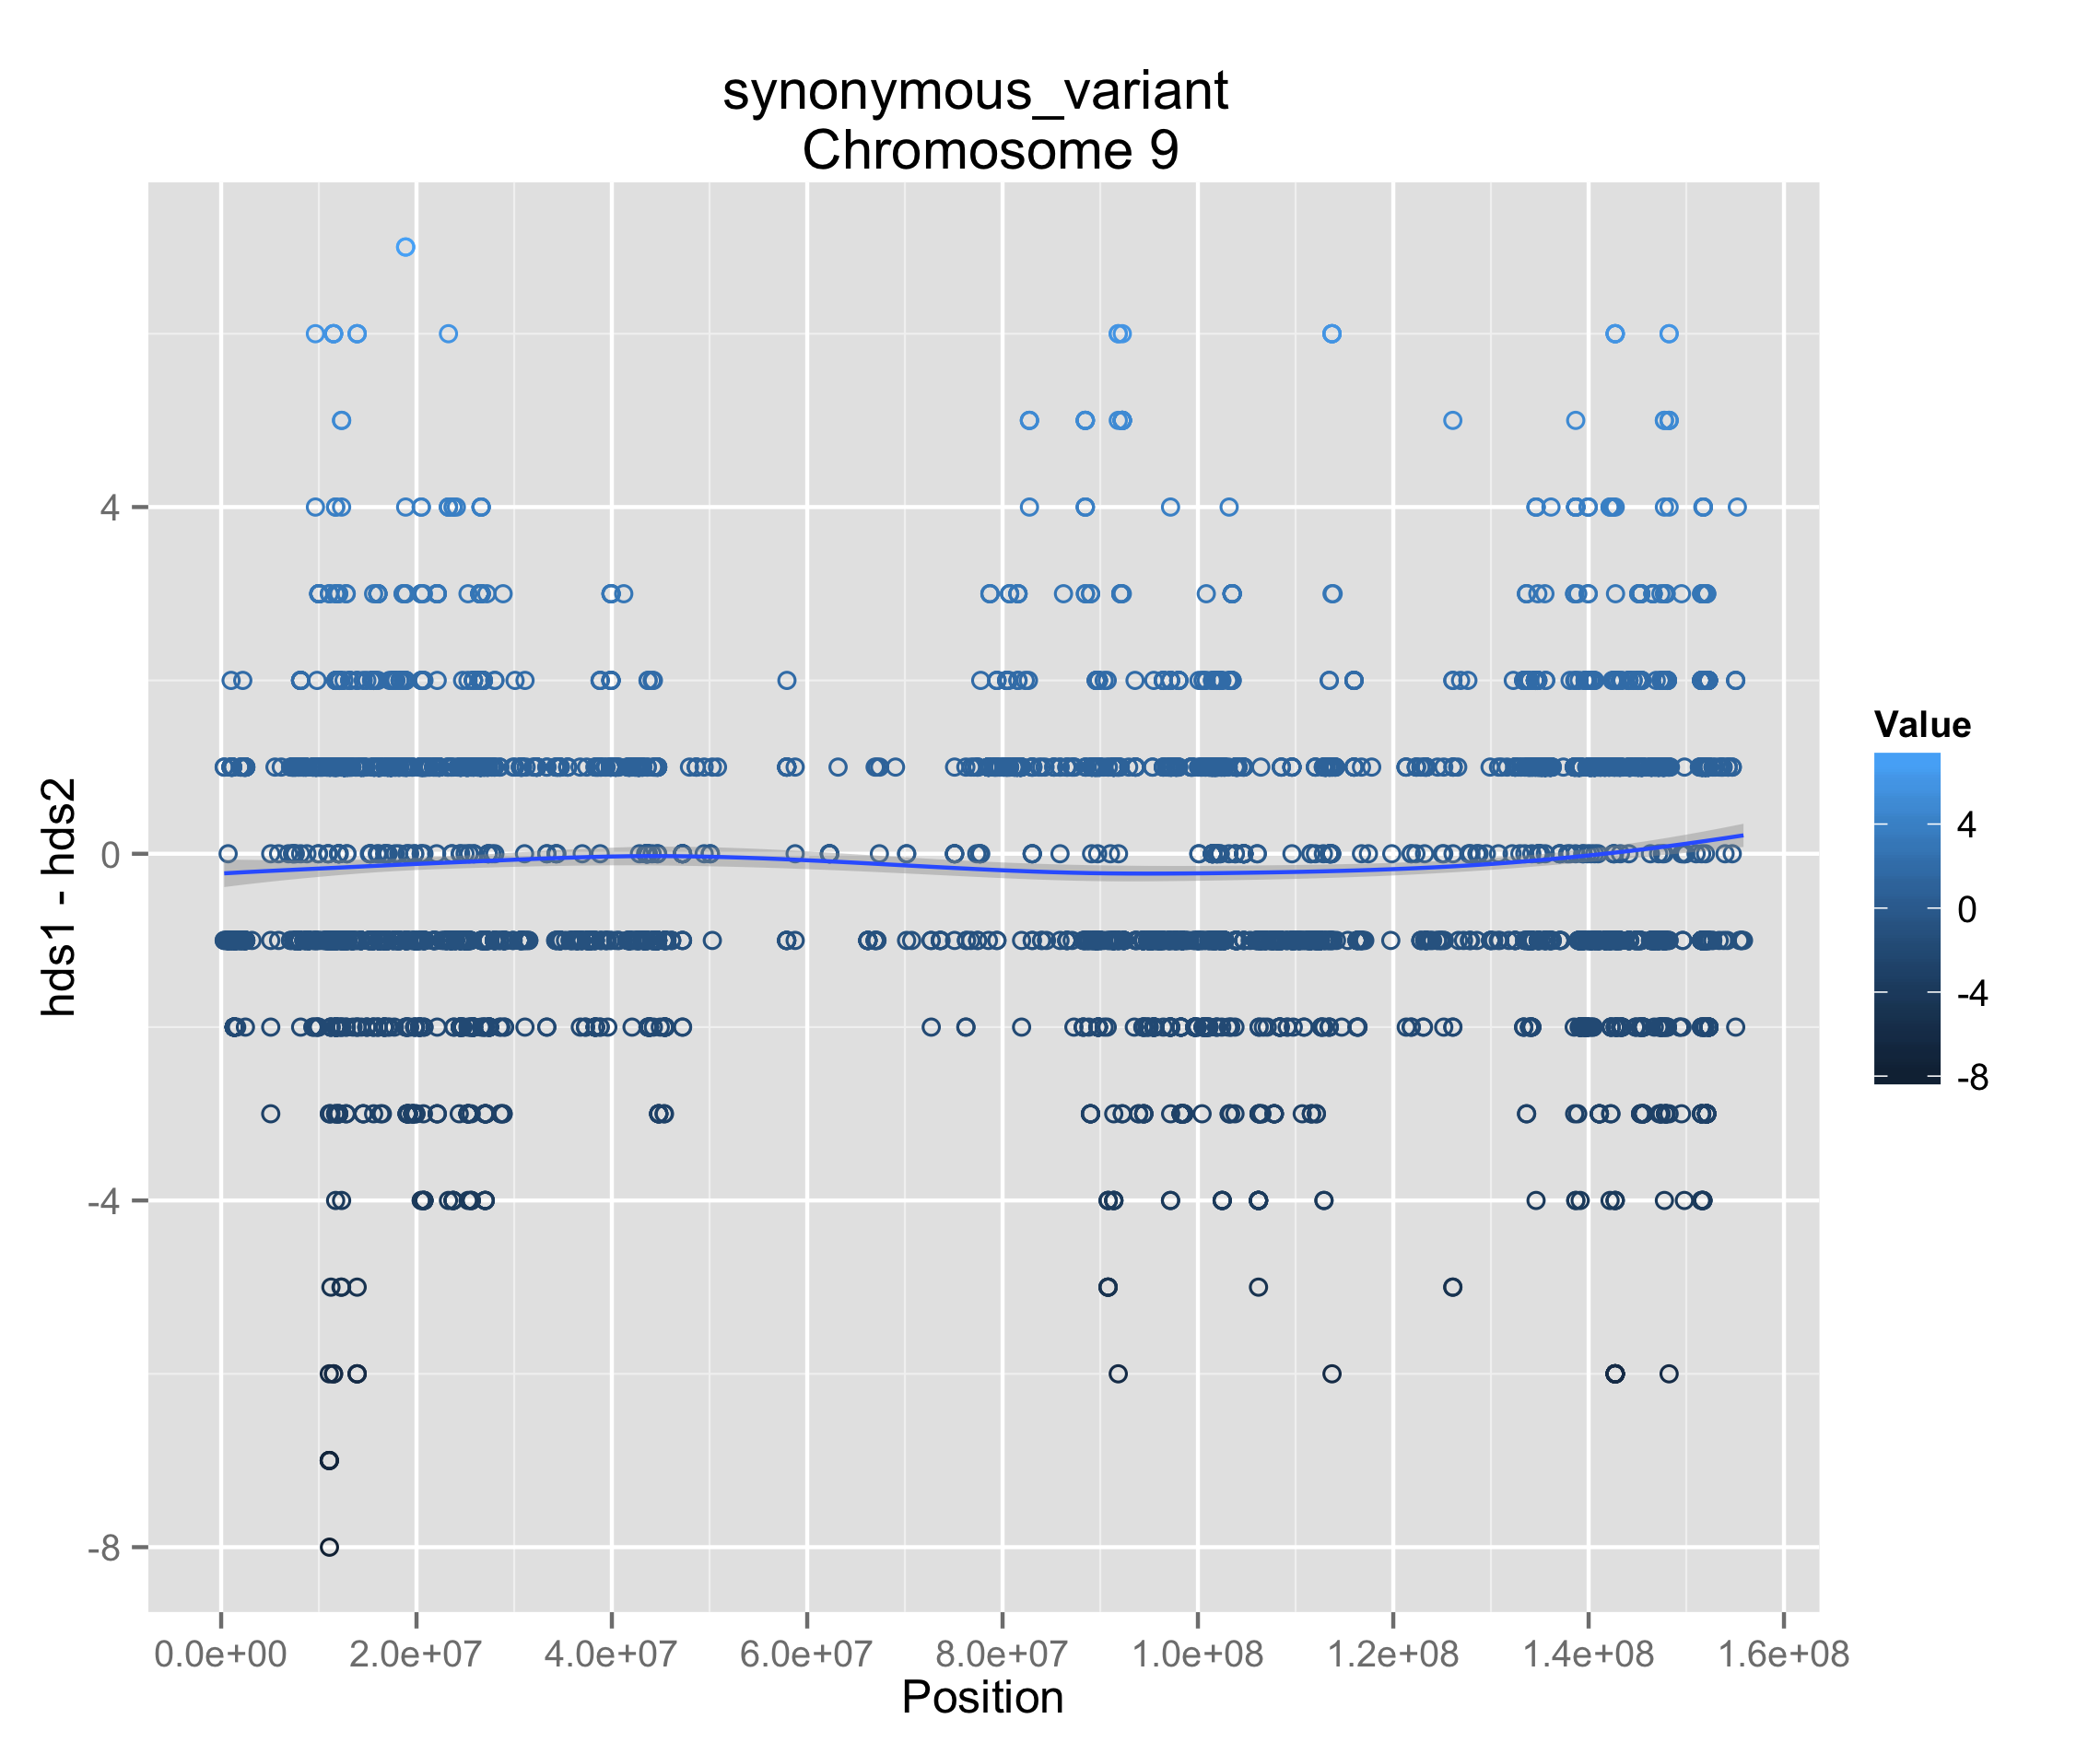 synonymous_variant
Chromosome 9
hds1 - hds2
4
0
-4
-8
0.0e+00 2.0e+07 4.0e+07 6.0e+07 8.0e+07 1.0e+08 1.2e+08 1.4e+08 1.6e+08
Position
Value
4
0
-4
-8